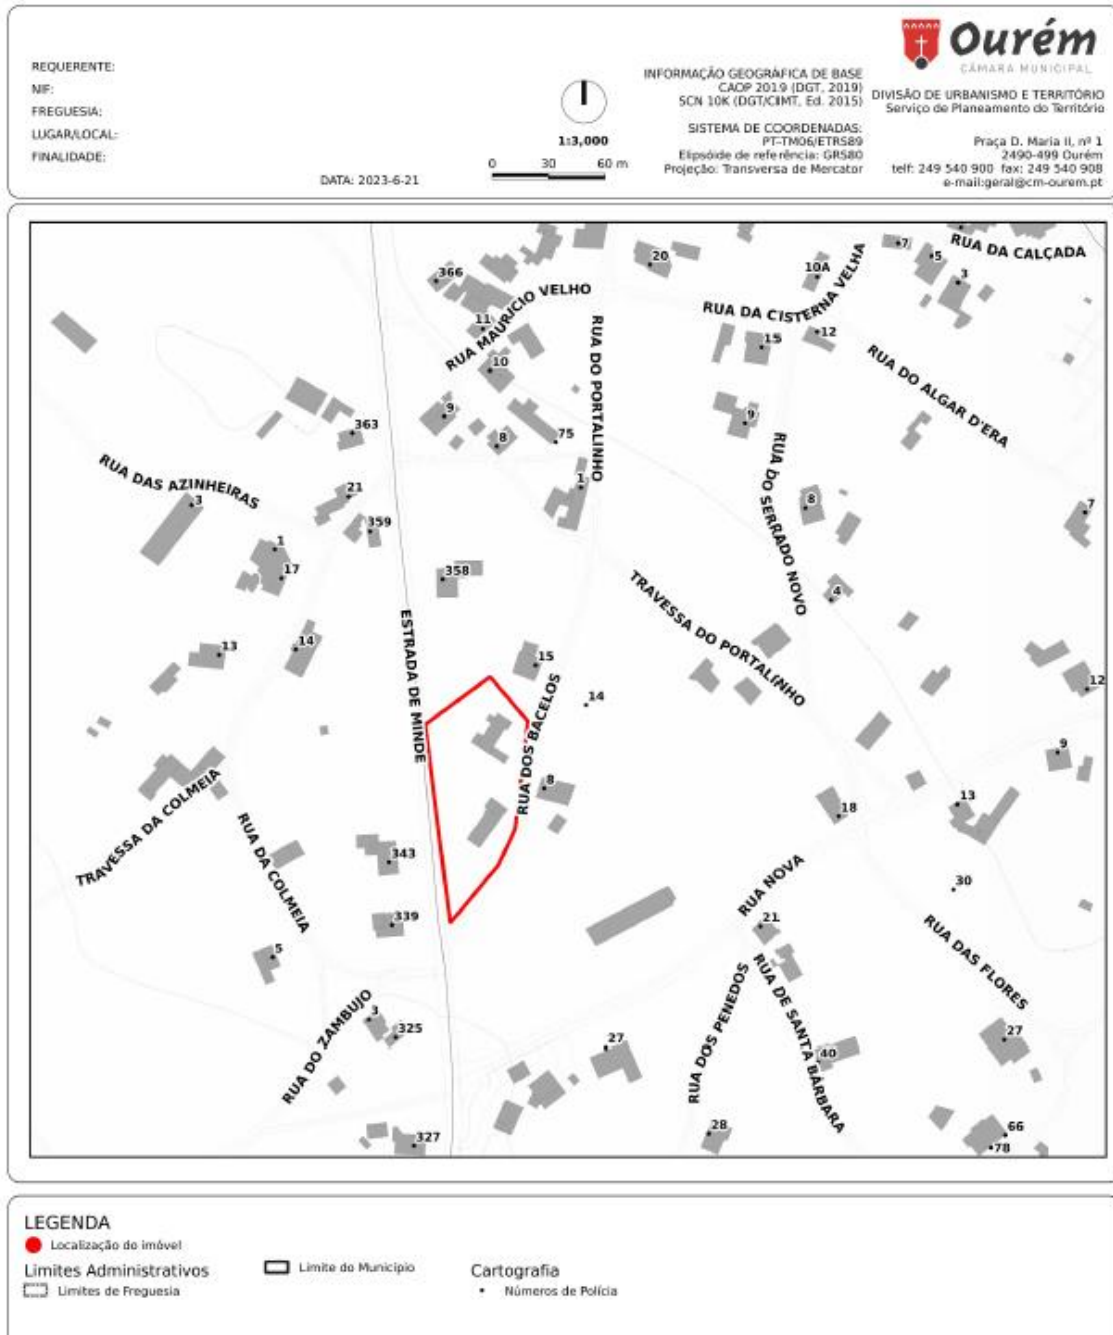 REQUERENTE:
NIF:
FREGUESIA:
LUGAR/LOCAL:
FINALIDADE:
DATA: 2023-6-21
1:3,000
0 30 60 m
INFORMAÇÃO GEOGRÁFICA DE BASE
CAOP 2019 (DGT, 2019)
SCN 10K (DGT/CIMT, Ed. 2015)
SISTEMA DE COORDENADAS:
PT-TM06/ETRS89
Elipsóide de referência: GRS80
Projeção: Transversa de Mercator
Ourém
CÂMARA MUNICIPAL
DIVISÃO DE URBANISMO E TERRITÓRIO
Serviço de Planeamento do Território
Praça D. Maria II, nº 1
2490-499 Ourém
telf: 249 540 900 fax: 249 540 908
e-mail:geral@cm-ourem.pt
7
RUA DA CALÇADA
20
5
366
10A
3
RUA MAURÍCIO VELHO
RUA DA CISTERNA VELHA
11
12
15
RUA DO PORTALINHO
RUA DO ALGAR D'ERA
10
9
9
363
8
75
RUA DAS AZINHEIRAS
1
RUA DO SERRADO NOVO
21
3
8
7
359
1
17
358
4
ESTRADA DE MINDE
TRAVESSA DO PORTALINHO
14
13
15
12
14
RUA DOS BACELOS
9
8
TRAVESSA DA COLMEIA
18
13
RUA DA COLMEIA
343
RUA NOVA
30
339
21
RUA DAS FLORES
5
RUA DOS PENEDOS
RUA DE SANTA BÁRBARA
RUA DO ZAMBUJO
3
325
27
27
40
28
66
327
78
LEGENDA
Localização do imóvel
Limites Administrativos
Limites de Freguesia
Limite do Município
Cartografia
Números de Polícia